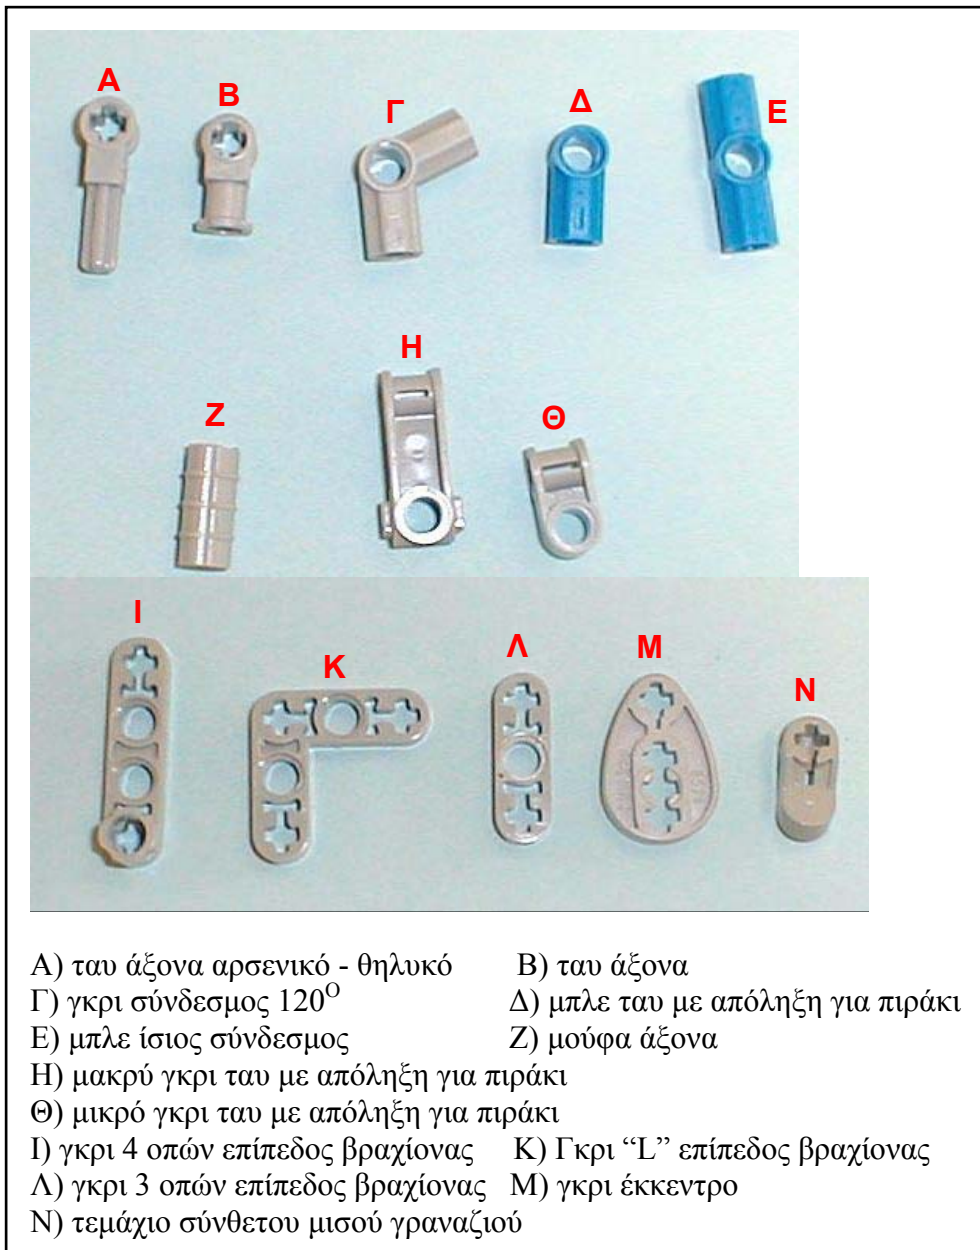 Α
Β
Γ
Δ
Ε
Η
Ζ
Θ
Ι
Κ
Λ
Μ
Ν
Α) ταυ άξονα αρσενικό - θηλυκό Β) ταυ άξονα
Γ) γκρι σύνδεσμος 120Ο Δ) μπλε ταυ με απόληξη για πιράκι
Ε) μπλε ίσιος σύνδεσμος Ζ) μούφα άξονα
Η) μακρύ γκρι ταυ με απόληξη για πιράκι
Θ) μικρό γκρι ταυ με απόληξη για πιράκι
Ι) γκρι 4 οπών επίπεδος βραχίονας Κ) Γκρι “L” επίπεδος βραχίονας
Λ) γκρι 3 οπών επίπεδος βραχίονας Μ) γκρι έκκεντρο
Ν) τεμάχιο σύνθετου μισού γραναζιού